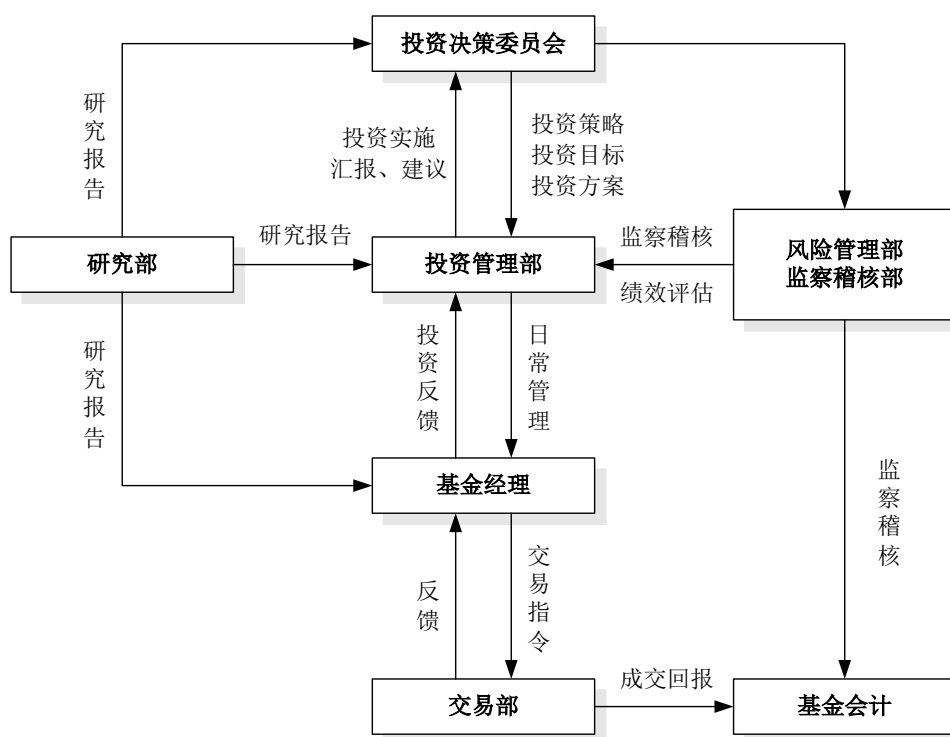 投资决策委员会
研究报告
投资实施
汇报、建议
投资策略
投资目标
投资方案
研究部
研究报告
投资管理部
监察稽核
绩效评估
风险管理部
监察稽核部
研究报告
投资反馈
日常管理
基金经理
监察稽核
反馈
交易指令
交易部
成交回报
基金会计